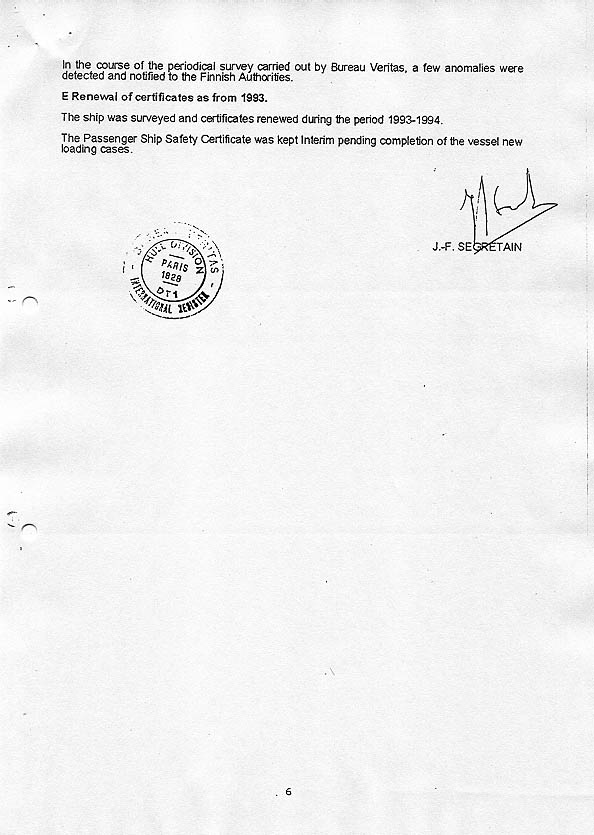 In the course of the periodical survey carried out by Bureau Veritas, a few anomalies were
detected and notified to the Finnish Authorities.
E Renewal of certificates as from 1993.
The ship was surveyed and certificates renewed during the period 1993-1994.
The Passenger Ship Safety Certificate was kept Interim pending completion of the vessel new
loading cases.
J.-F. SEGRETAIN
HULL DIVISION
PARIS
1828
DT1
INTERNATIONAL REGISTER
6